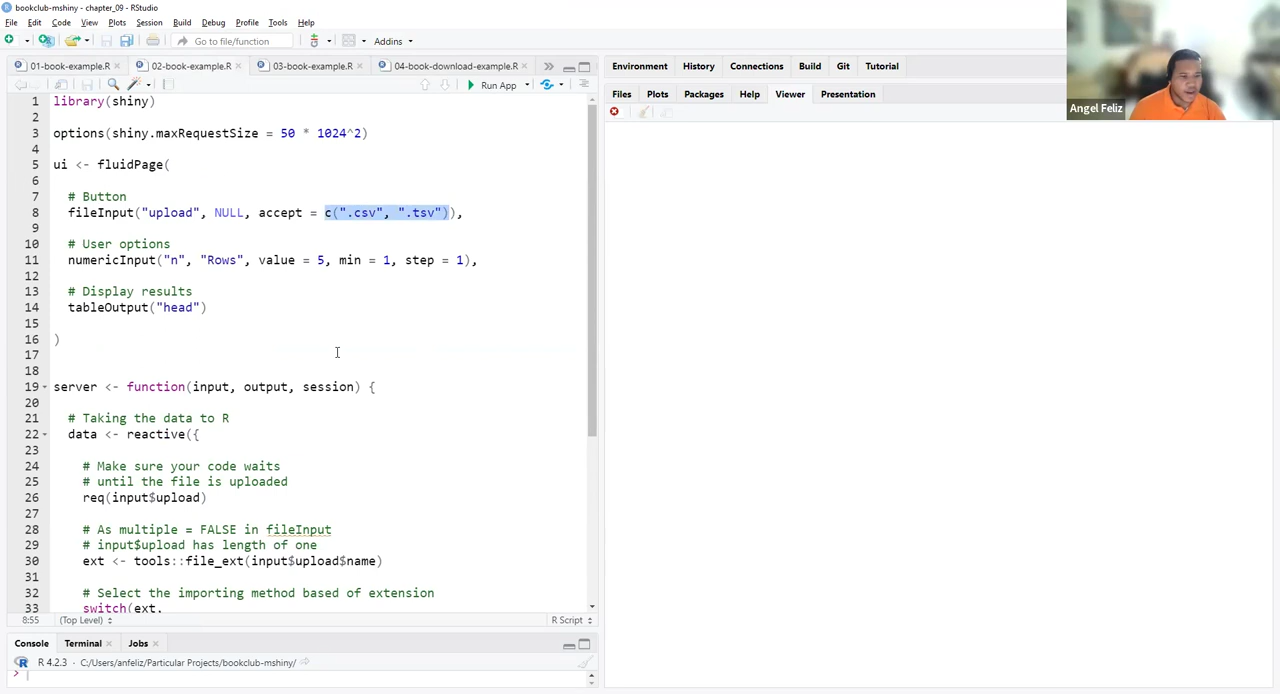 bookclub-mshiny - chapter_09 - RStudio
File Edit Code View Plots Session Build Debug Profile Tools Help
Go to file/function Addins
01-book-example.R 02-book-example.R 03-book-example.R 04-book-download-example.R
Run App
1 library(shiny)
2
3 options(shiny.maxRequestSize = 50 * 1024^2)
4
5 ui <- fluidPage(
6
7 # Button
8 fileInput("upload", NULL, accept = c(".csv", ".tsv")),
9
10 # User options
11 numericInput("n", "Rows", value = 5, min = 1, step = 1),
12
13 # Display results
14 tableOutput("head")
15
16 )
17
18
19 server <- function(input, output, session) {
20
21 # Taking the data to R
22 data <- reactive({
23
24 # Make sure your code waits
25 # until the file is uploaded
26 req(input$upload)
27
28 # As multiple = FALSE in fileInput
29 # input$upload has length of one
30 ext <- tools::file_ext(input$upload$name)
31
32 # Select the importing method based of extension
33 switch(ext,
8:55 (Top Level) R Script
Console Terminal Jobs
R 4.2.3 · C:/Users/anfeliz/Particular Projects/bookclub-mshiny/
>
Environment History Connections Build Git Tutorial
Files Plots Packages Help Viewer Presentation
Angel Feliz